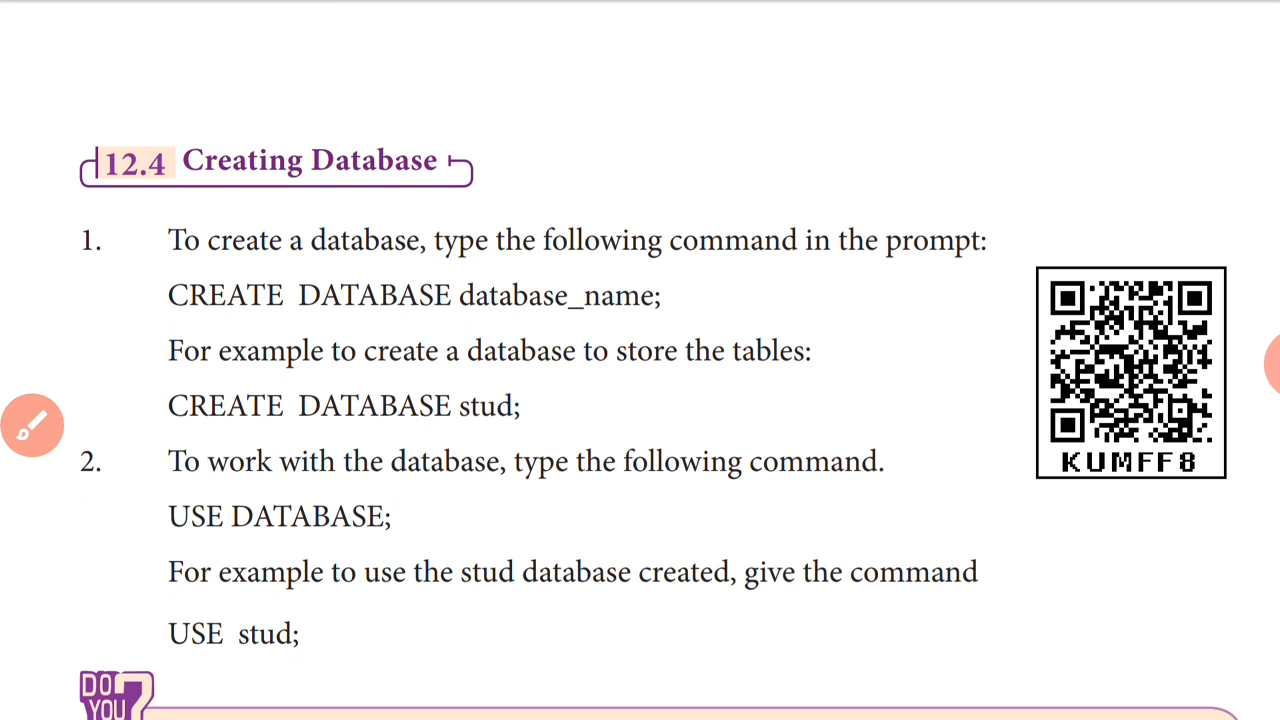 12.4 Creating Database
1. To create a database, type the following command in the prompt:
CREATE DATABASE database_name;
For example to create a database to store the tables:
CREATE DATABASE stud;
2. To work with the database, type the following command.
USE DATABASE;
For example to use the stud database created, give the command
USE stud;
KUMFF8
DO
YOU ?